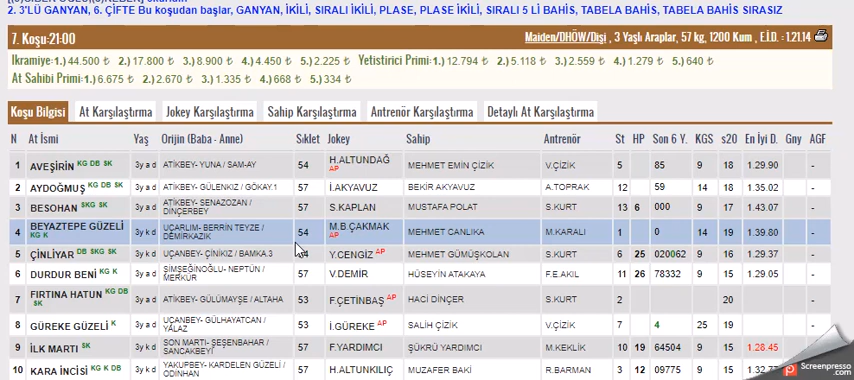 2. 3'LÜ GANYAN, 6. ÇİFTE Bu koşudan başlar, GANYAN, İKİLİ, SIRALI İKİLİ, PLASE, PLASE İKİLİ, SIRALI 5 Lİ BAHİS, TABELA BAHİS, TABELA BAHİS SIRASIZ
7. Koşu:21:00 Maiden/DHÖW/Dişi , 3 Yaşlı Araplar, 57 kg, 1200 Kum , E.İ.D. : 1.21.14
İkramiye: 1.) 44.500 ₺ 2.) 17.800 ₺ 3.) 8.900 ₺ 4.) 4.450 ₺ 5.) 2.225 ₺ Yetistirici Primi: 1.) 12.794 ₺ 2.) 5.118 ₺ 3.) 2.559 ₺ 4.) 1.279 ₺ 5.) 640 ₺
At Sahibi Primi: 1.) 6.675 ₺ 2.) 2.670 ₺ 3.) 1.335 ₺ 4.) 668 ₺ 5.) 334 ₺
Koşu Bilgisi At Karşılaştırma Jokey Karşılaştırma Sahip Karşılaştırma Antrenör Karşılaştırma Detaylı At Karşılaştırma
N At İsmi Yaş Orijin (Baba - Anne) Sıklet Jokey Sahip Antrenör St HP Son 6 Y. KGS s20 En İyi D. Gny AGF
1 AVEŞİRİN KG DB SK 3y a d ATİKBEY- YUNA / SAM-AY 54 H.ALTUNDAĞ AP MEHMET EMİN ÇİZİK V.ÇİZİK 5 85 9 18 1.29.90 -
2 AYDOĞMUŞ KG DB SK 3y a d ATİKBEY- GÜLENKIZ / GÖKAY.1 57 İ.AKYAVUZ BEKİR AKYAVUZ A.TOPRAK 12 59 14 18 1.35.02 -
3 BESOHAN SKG SK 3y a d ATİKBEY- SENAZOZAN / DİNÇERBEY 57 S.KAPLAN MUSTAFA POLAT S.KURT 13 6 000 9 17 1.43.07 -
4 BEYAZTEPE GÜZELİ KG K 3y k d UÇARLIM- BERRİN TEYZE / DEMİRKAZIK 54 M.B.ÇAKMAK AP MEHMET CANLIKA M.KARALİ 1 0 14 19 1.39.80 -
5 ÇİNLİYAR DB SKG SK 3y k d UÇANBEY- ÇİNİKIZ / BAMKA.3 54 Y.CENGİZ AP MEHMET GÜMÜŞKOLAN S.KURT 6 25 020062 9 16 1.29.37 -
6 DURDUR BENİ KG K 3y a d ŞİMŞEĞİNOĞLU- NEPTÜN / MERKÜR 57 V.DEMİR HÜSEYİN ATAKAYA F.E.AKIL 11 26 78332 9 15 1.29.05 -
7 FIRTINA HATUN KG DB SK 3y a d ATİKBEY- GÜLÜMAYŞE / ALTAHA 53 F.ÇETİNBAŞ AP HACI DİNÇER S.KURT 2 20 -
8 GÜREKE GÜZELİ K 3y k d UÇANBEY- GÜLHAYATCAN / YALAZ 53 İ.GÜREKE AP SALİH ÇİZİK V.ÇİZİK 7 4 25 19 -
9 İLK MARTI SK 3y k d SON MARTI- ŞEŞENBAHAR / SANCAKBEYİ 57 F.YARDIMCI ŞÜKRÜ YARDIMCI M.KEKLİK 10 19 64504 9 15 1.28.45 -
10 KARA İNCİSİ KG K DB 3y k d YAKUPBEY- KARDELEN GÜZELİ / ODİNHAN 57 H.ALTUNKILIÇ MUZAFER BAKİ R.BARMAN 3 12 09775 9 15
Screenpresso